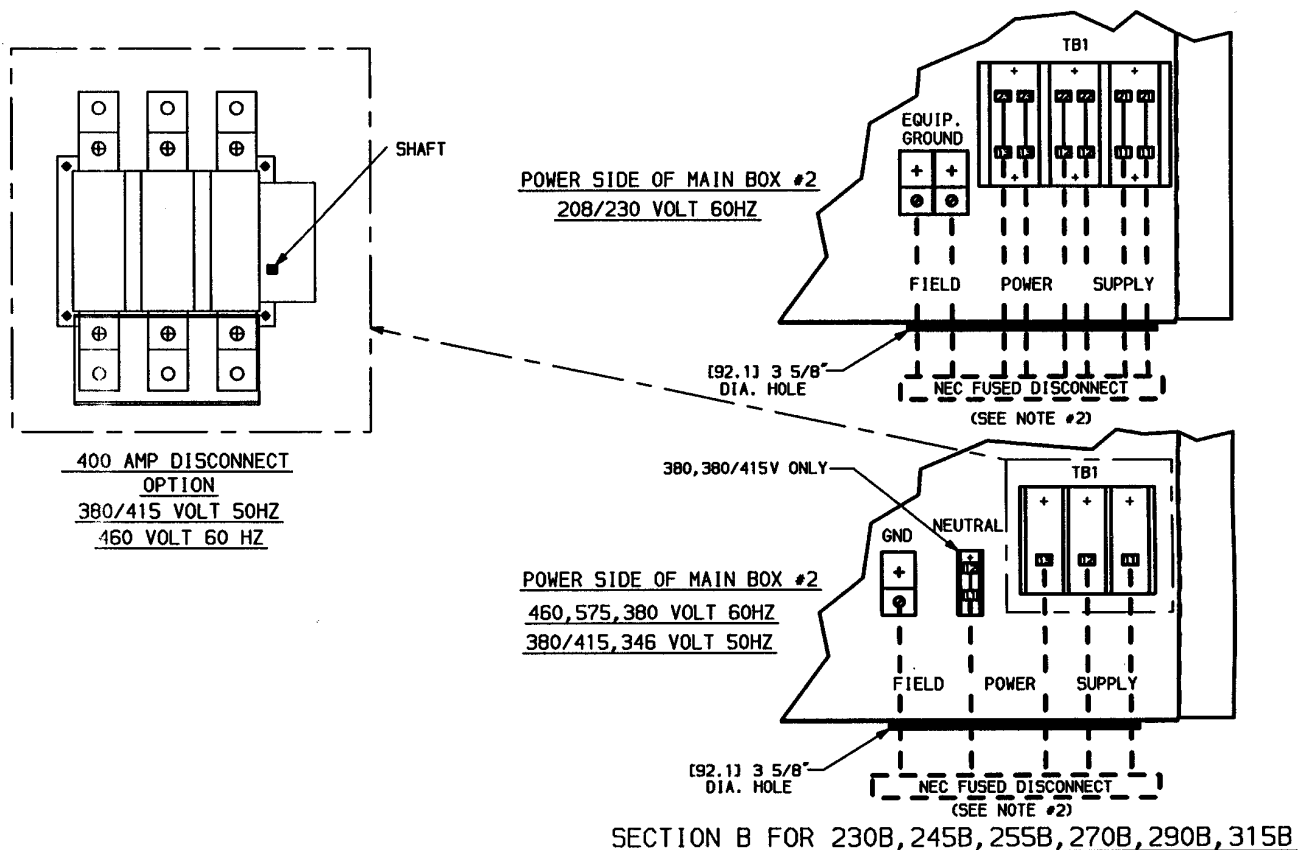 SHAFT
400 AMP DISCONNECT
OPTION
380/415 VOLT 50HZ
460 VOLT 60 HZ
POWER SIDE OF MAIN BOX #2
208/230 VOLT 60HZ
TB1
EQUIP.
GROUND
FIELD POWER SUPPLY
[92.1] 3 5/8"
DIA. HOLE
NEC FUSED DISCONNECT
(SEE NOTE #2)
380,380/415V ONLY
TB1
GND
NEUTRAL
POWER SIDE OF MAIN BOX #2
460,575,380 VOLT 60HZ
380/415,346 VOLT 50HZ
FIELD POWER SUPPLY
[92.1] 3 5/8"
DIA. HOLE
NEC FUSED DISCONNECT
(SEE NOTE #2)
SECTION B FOR 230B,245B,255B,270B,290B,315B